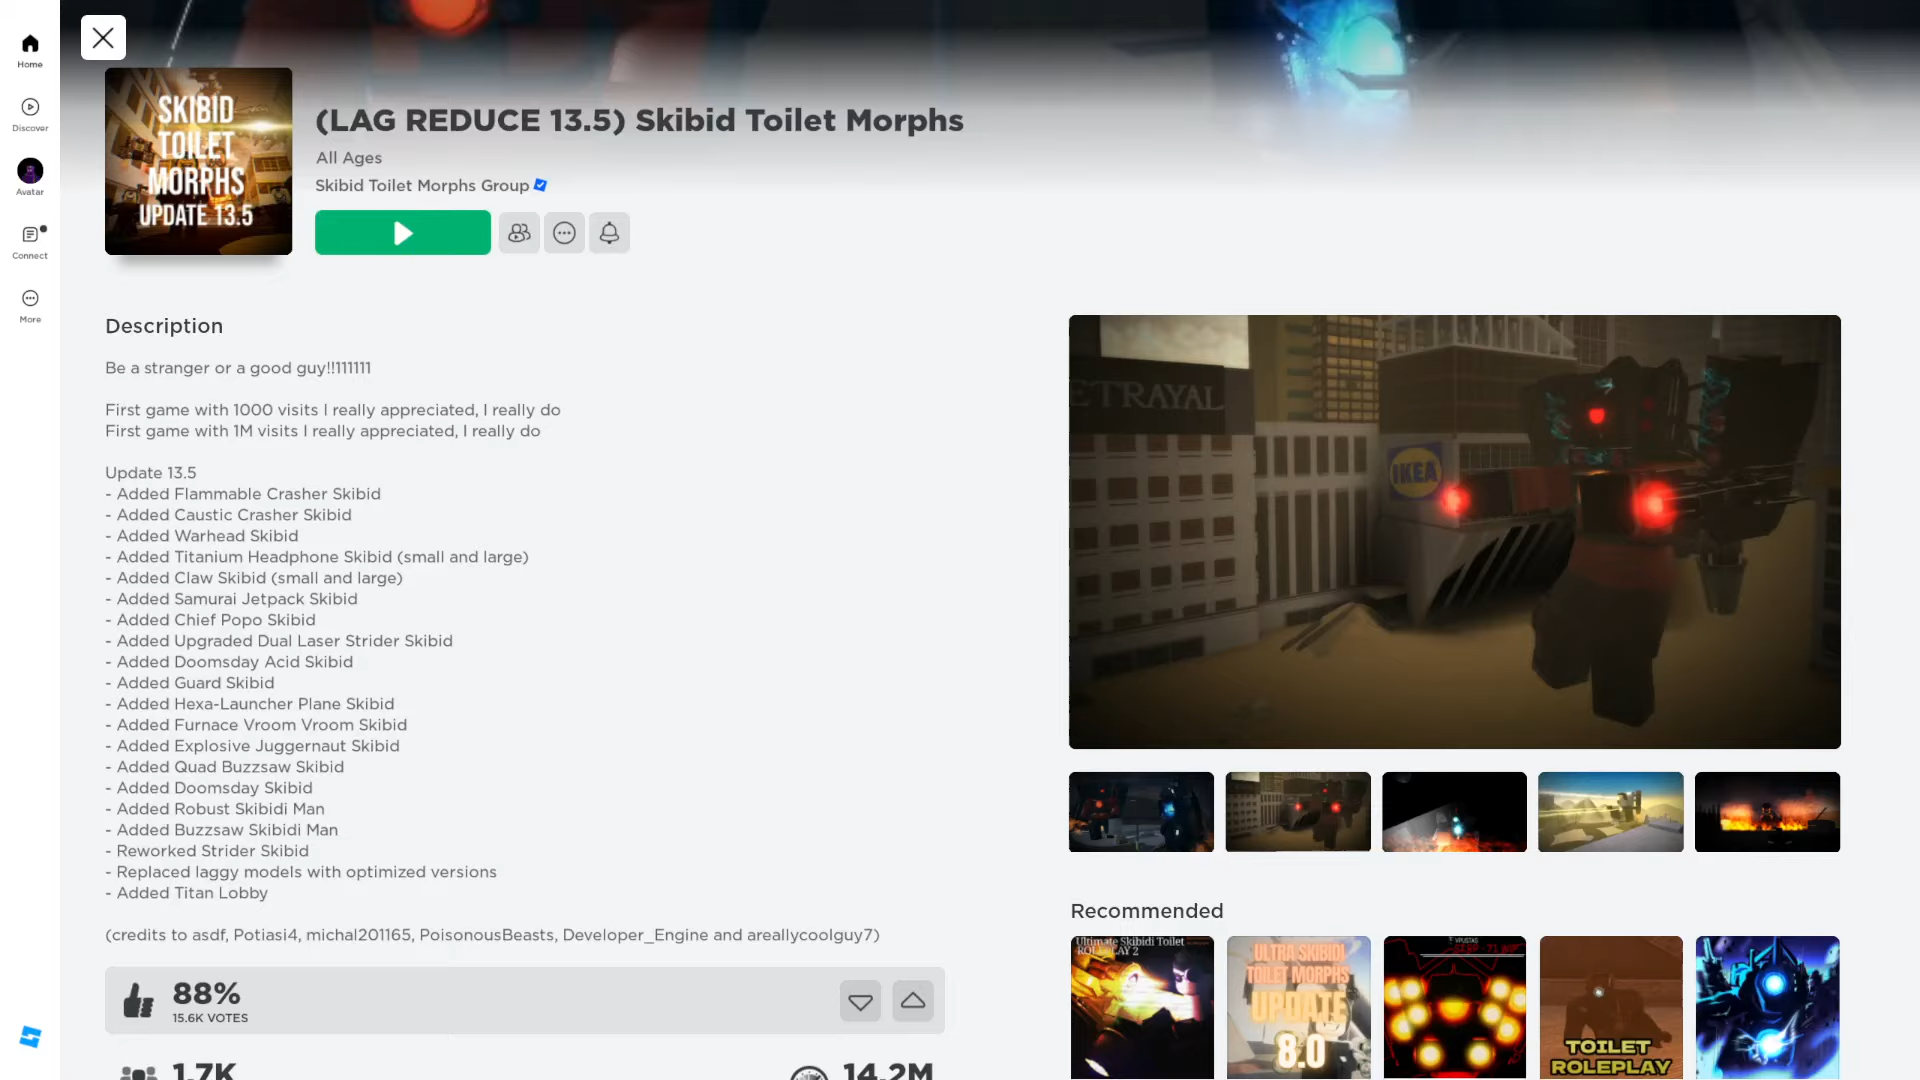 Home
Discover
Avatar
Connect
More
SKIBID
TOILET
MORPHS
UPDATE 13.5
(LAG REDUCE 13.5) Skibid Toilet Morphs
All Ages
Skibid Toilet Morphs Group
Description
Be a stranger or a good guy!!111111
First game with 1000 visits I really appreciated, I really do
First game with 1M visits I really appreciated, I really do
Update 13.5
- Added Flammable Crasher Skibid
- Added Caustic Crasher Skibid
- Added Warhead Skibid
- Added Titanium Headphone Skibid (small and large)
- Added Claw Skibid (small and large)
- Added Samurai Jetpack Skibid
- Added Chief Popo Skibid
- Added Upgraded Dual Laser Strider Skibid
- Added Doomsday Acid Skibid
- Added Guard Skibid
- Added Hexa-Launcher Plane Skibid
- Added Furnace Vroom Vroom Skibid
- Added Explosive Juggernaut Skibid
- Added Quad Buzzsaw Skibid
- Added Doomsday Skibid
- Added Robust Skibidi Man
- Added Buzzsaw Skibidi Man
- Reworked Strider Skibid
- Replaced laggy models with optimized versions
- Added Titan Lobby
(credits to asdf, Potiasi4, michal201165, PoisonousBeasts, Developer_Engine and areallycoolguy7)
88%
15.6K VOTES
1.7K
14.2M
ETRAYAL
IKEA
Recommended
Ultimate Skibidi Toilet
ROLEPLAY 2
ULTRA SKIBIDI
TOILET MORPHS
UPDATE
8.0
TOILET
ROLEPLAY